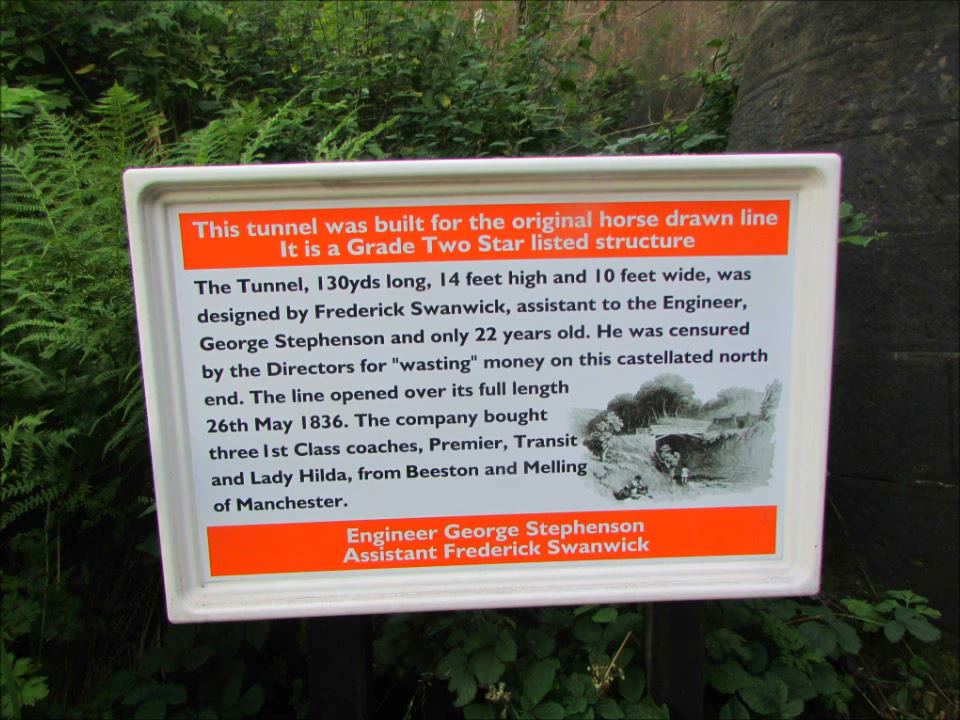 This tunnel was built for the original horse drawn line
It is a Grade Two Star listed structure
The Tunnel, 130yds long, 14 feet high and 10 feet wide, was
designed by Frederick Swanwick, assistant to the Engineer,
George Stephenson and only 22 years old. He was censured
by the Directors for "wasting" money on this castellated north
end. The line opened over its full length
26th May 1836. The company bought
three 1st Class coaches, Premier, Transit
and Lady Hilda, from Beeston and Melling
of Manchester.
Engineer George Stephenson
Assistant Frederick Swanwick